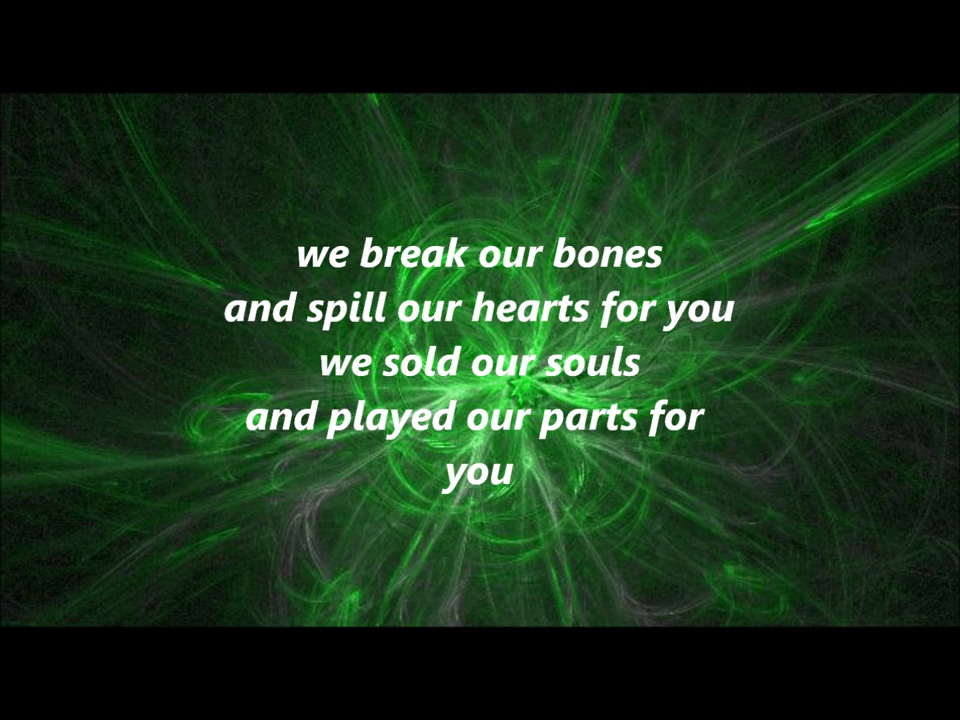 we break our bones
and spill our hearts for you
we sold our souls
and played our parts for
you